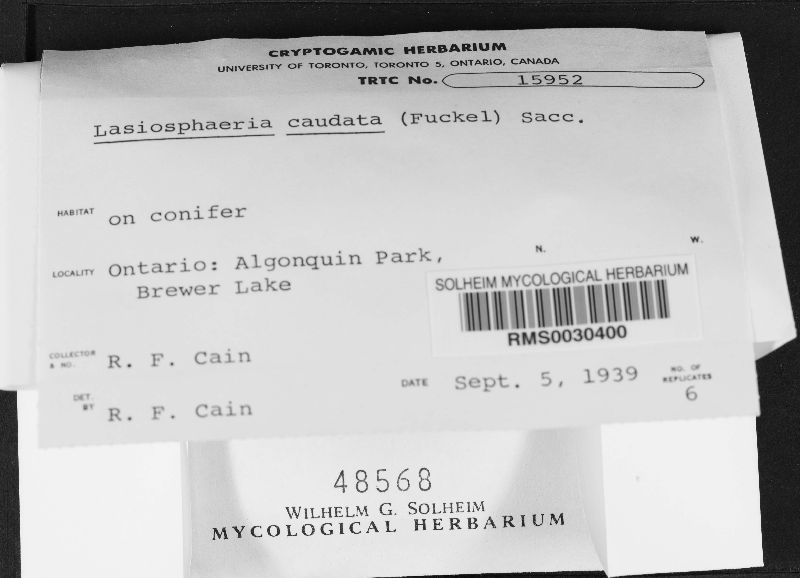 CRYPTOGAMIC HERBARIUM
UNIVERSITY OF TORONTO, TORONTO 5, ONTARIO, CANADA
TRTC No. 15952
Lasiosphaeria caudata (Fuckel) Sacc.
HABITAT on conifer
LOCALITY Ontario: Algonquin Park,
Brewer Lake
N. W.
SOLHEIM MYCOLOGICAL HERBARIUM
RMS0030400
COLLECTOR & NO. R. F. Cain
DATE Sept. 5, 1939
NO. OF REPLICATES 6
DET. BY R. F. Cain
48568
WILHELM G. SOLHEIM
MYCOLOGICAL HERBARIUM